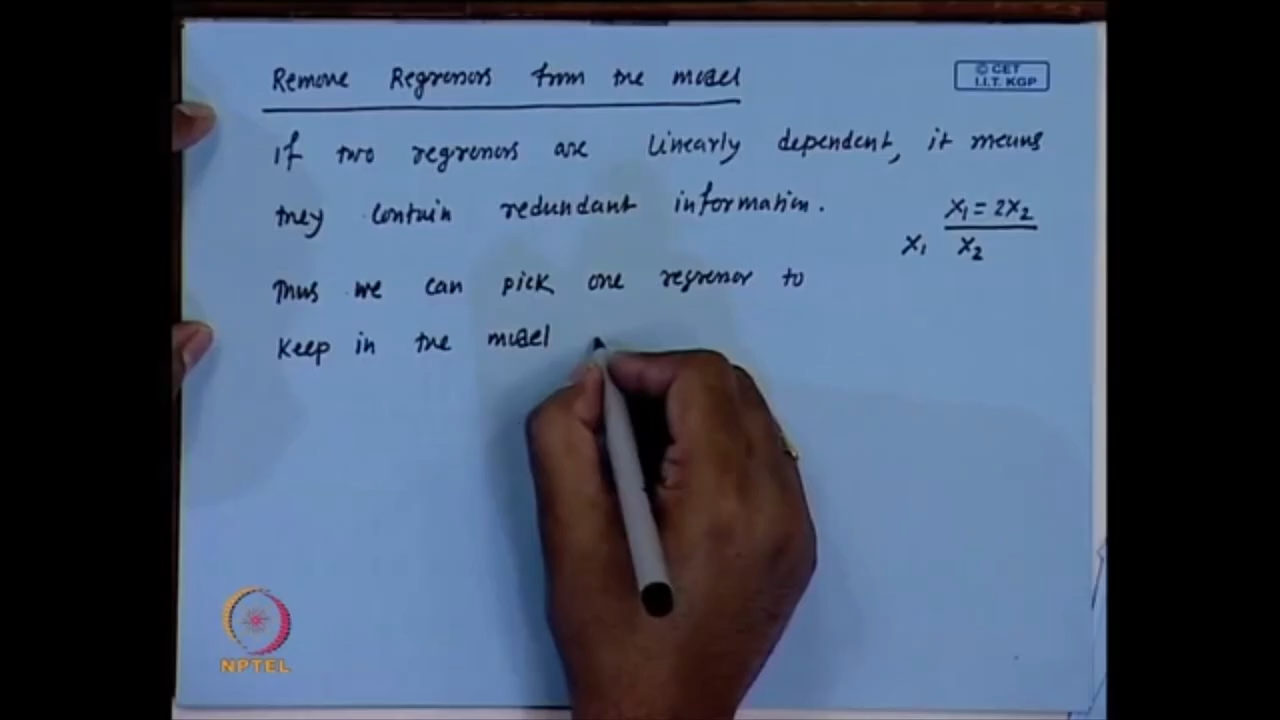 Remove Regressors from the model
© CET
I.I.T. KGP
If two regressors are linearly dependent, it means
they contain redundant information.
X₁ = 2X₂
X₁ X₂
Thus we can pick one regressor to
keep in the model
NPTEL